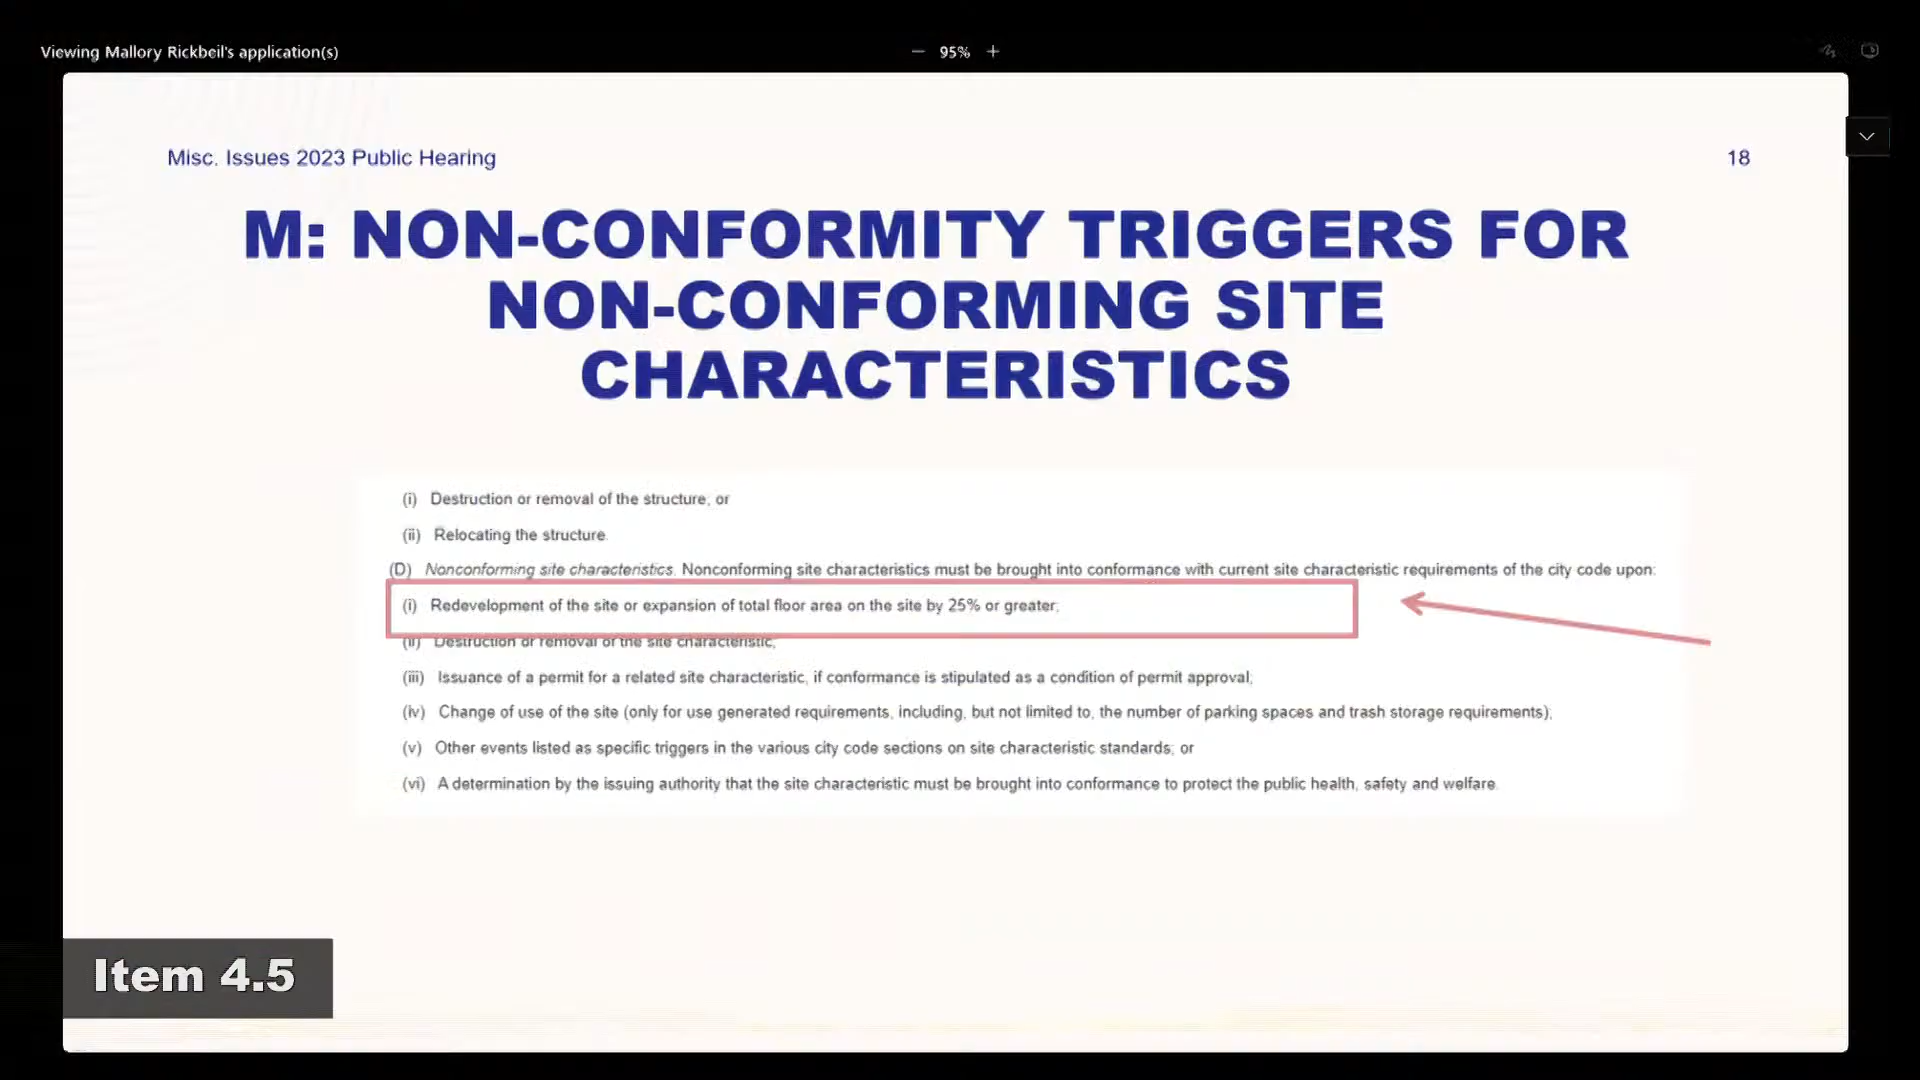 Viewing Mallory Rickbeil's application(s)
— 95% +
Misc. Issues 2023 Public Hearing
18
M: NON-CONFORMITY TRIGGERS FOR
NON-CONFORMING SITE
CHARACTERISTICS
(i) Destruction or removal of the structure; or
(ii) Relocating the structure.
(D) Nonconforming site characteristics. Nonconforming site characteristics must be brought into conformance with current site characteristic requirements of the city code upon:
(i) Redevelopment of the site or expansion of total floor area on the site by 25% or greater;
(ii) Destruction or removal of the site characteristic;
(iii) Issuance of a permit for a related site characteristic, if conformance is stipulated as a condition of permit approval;
(iv) Change of use of the site (only for use generated requirements, including, but not limited to, the number of parking spaces and trash storage requirements);
(v) Other events listed as specific triggers in the various city code sections on site characteristic standards; or
(vi) A determination by the issuing authority that the site characteristic must be brought into conformance to protect the public health, safety and welfare.
Item 4.5